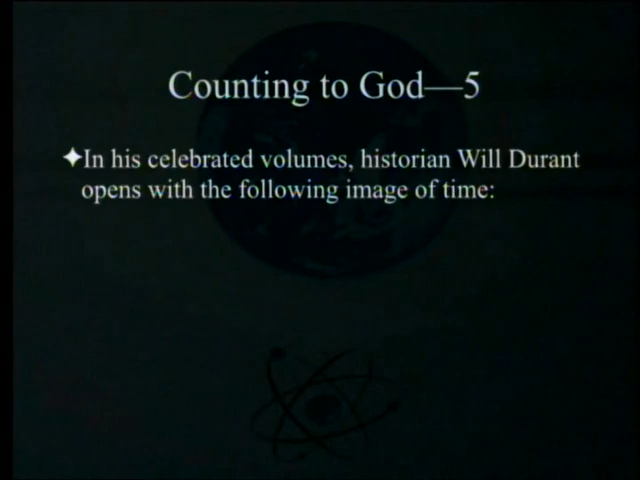 Counting to God—5
✦In his celebrated volumes, historian Will Durant
opens with the following image of time: